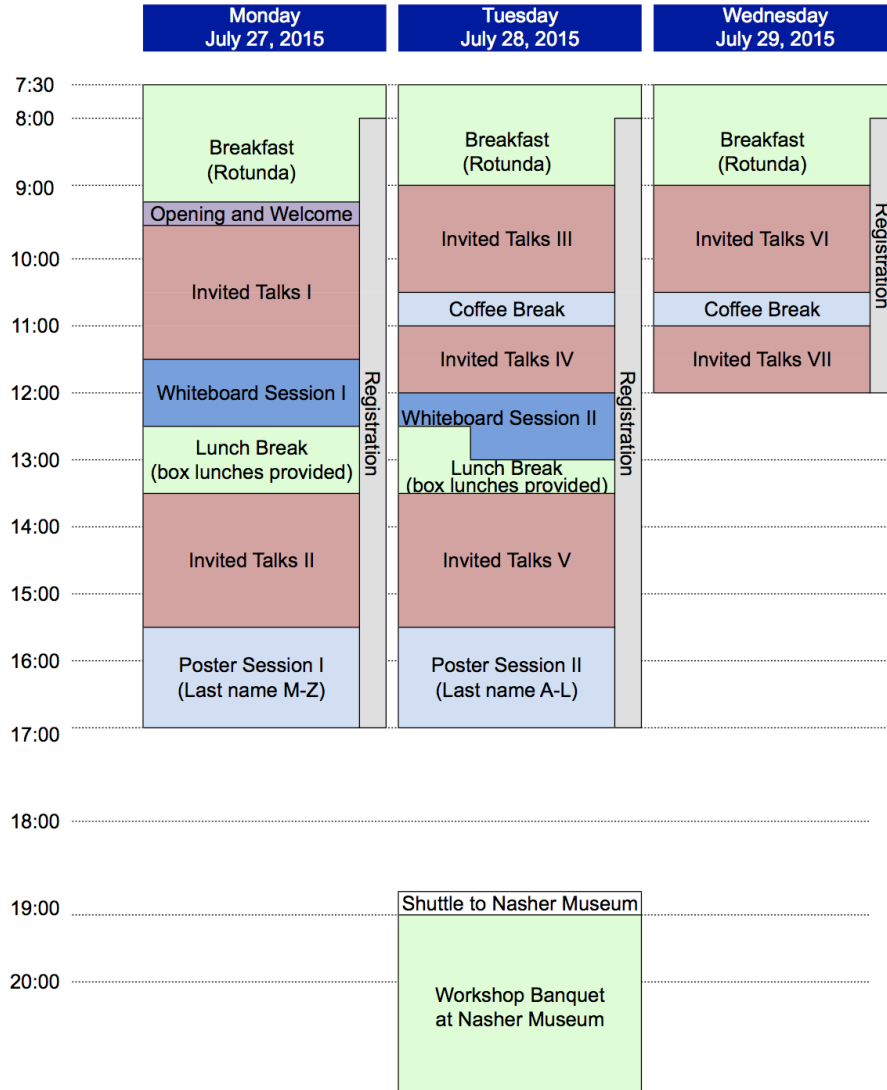 Monday
July 27, 2015
Tuesday
July 28, 2015
Wednesday
July 29, 2015
7:30
8:00
9:00
10:00
11:00
12:00
13:00
14:00
15:00
16:00
17:00
18:00
19:00
20:00
Breakfast
(Rotunda)
Opening and Welcome
Invited Talks I
Whiteboard Session I
Lunch Break
(box lunches provided)
Invited Talks II
Poster Session I
(Last name M-Z)
Registration
Breakfast
(Rotunda)
Invited Talks III
Coffee Break
Invited Talks IV
Whiteboard Session II
Lunch Break
(box lunches provided)
Invited Talks V
Poster Session II
(Last name A-L)
Registration
Shuttle to Nasher Museum
Workshop Banquet
at Nasher Museum
Breakfast
(Rotunda)
Invited Talks VI
Coffee Break
Invited Talks VII
Registration